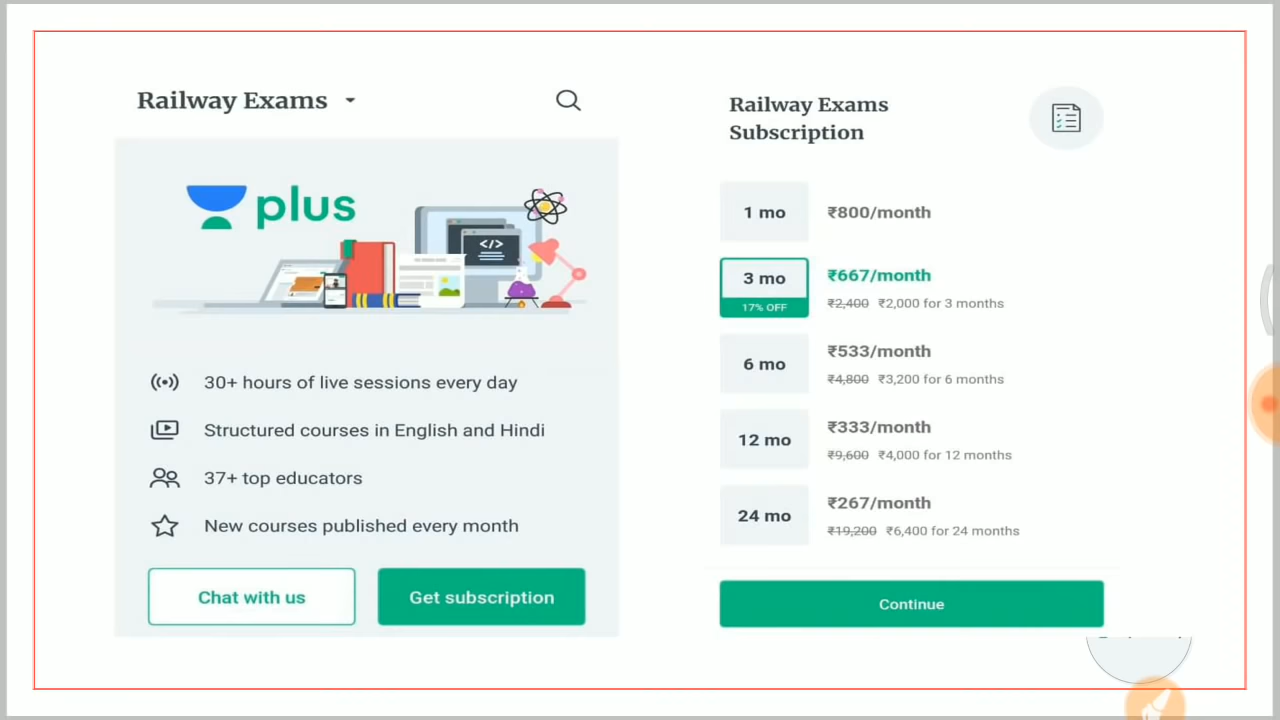 Railway Exams
plus
</>
30+ hours of live sessions every day
Structured courses in English and Hindi
37+ top educators
New courses published every month
Chat with us
Get subscription
Railway Exams
Subscription
1 mo
₹800/month
3 mo
17% OFF
₹667/month
₹2,400 ₹2,000 for 3 months
6 mo
₹533/month
₹4,800 ₹3,200 for 6 months
12 mo
₹333/month
₹9,600 ₹4,000 for 12 months
24 mo
₹267/month
₹19,200 ₹6,400 for 24 months
Continue